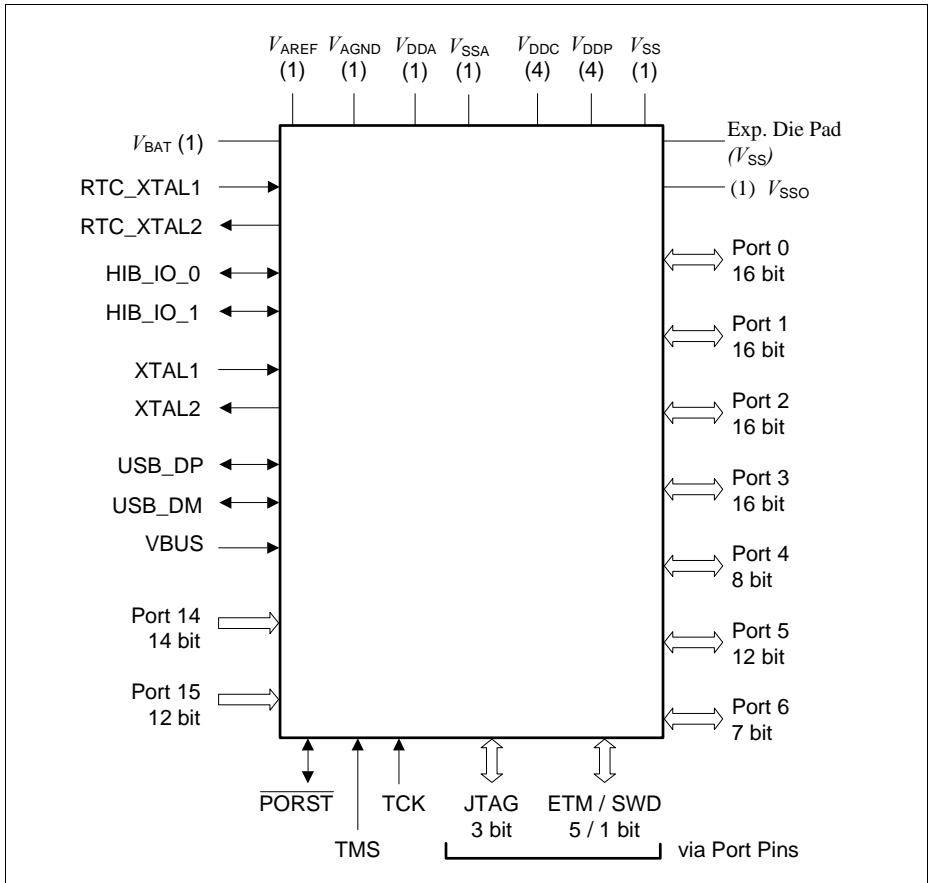 VAREF VAGND VDDA VSSA VDDC VDDP VSS
(1) (1) (1) (1) (4) (4) (1)
VBAT (1)
Exp. Die Pad
(VSS)
RTC_XTAL1
(1) VSSO
RTC_XTAL2
Port 0
16 bit
HIB_IO_0
HIB_IO_1
Port 1
16 bit
XTAL1
XTAL2
Port 2
16 bit
USB_DP
USB_DM
Port 3
16 bit
VBUS
Port 4
8 bit
Port 14
14 bit
Port 5
12 bit
Port 15
12 bit
Port 6
7 bit
PORST TCK JTAG ETM / SWD
3 bit 5 / 1 bit
TMS via Port Pins